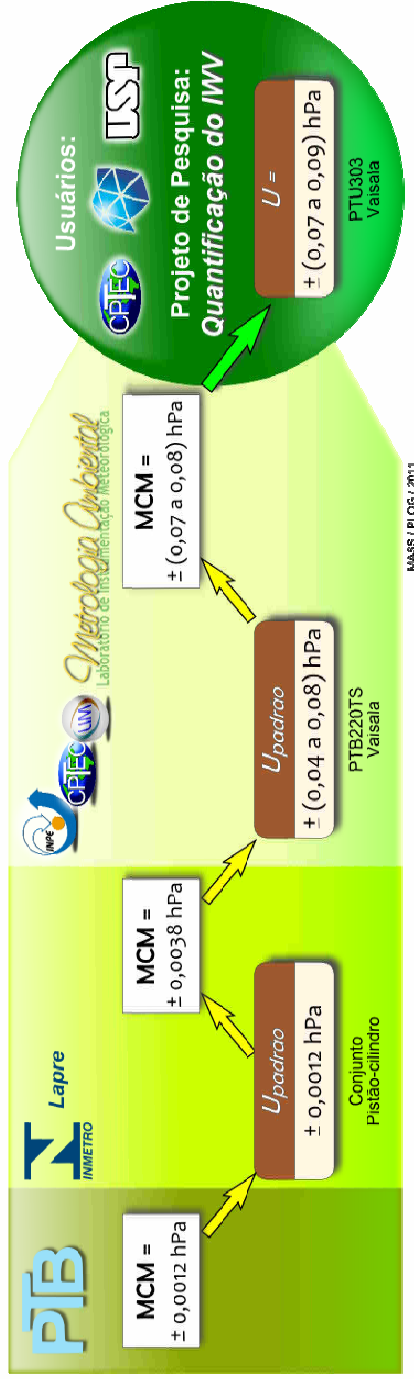 PTB
MCM =
± 0,0012 hPa
INMETRO
Lapre
Upadrao
± 0,0012 hPa
Conjunto
Pistão-cilindro
MCM =
± 0,0038 hPa
INPE
CPTEC
LIM
Metrologia Ambiental
Laboratório de Instrumentação Meteorológica
Upadrao
± (0,04 a 0,08) hPa
PTB220TS
Vaisala
MCM =
± (0,07 a 0,08) hPa
Usuários:
CPTEC
USP
Projeto de Pesquisa:
Quantificação do IWV
U =
± (0,07 a 0,09) hPa
PTU303
Vaisala